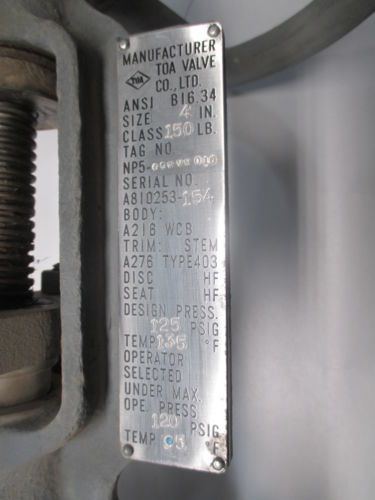 MANUFACTURER
TOA TOA VALVE
CO., LTD.
ANSI B16.34
SIZE 4 IN.
CLASS 150 LB.
TAG NO.
SERIAL NO.
A810253-154
BODY:
A216 WCB
TRIM: STEM
A276 TYPE403
DISC HF
SEAT HF
DESIGN PRESS.
125 PSIG
TEMP 135 °F
OPERATOR
SELECTED
UNDER MAX.
OPE. PRESS.
120 PSIG
TEMP 95 °F